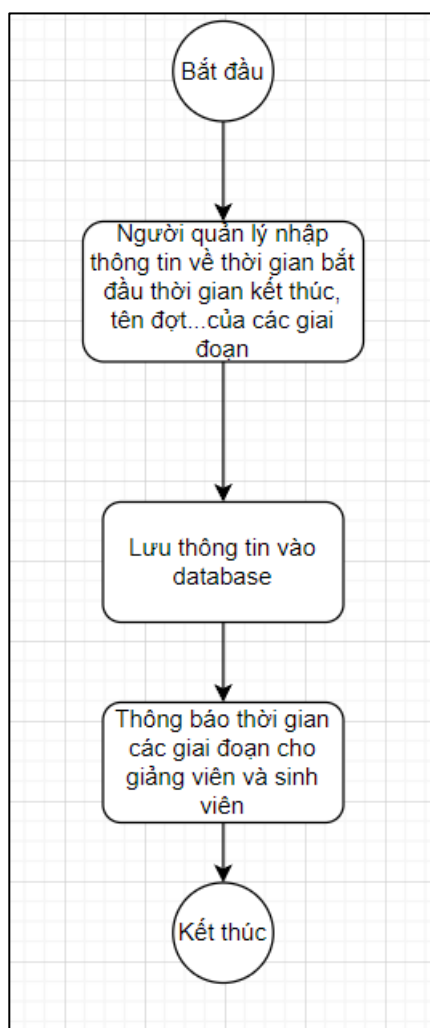 Bắt đầu
Người quản lý nhập
thông tin về thời gian bắt
đầu thời gian kết thúc,
tên đợt...của các giai
đoạn
Lưu thông tin vào
database
Thông báo thời gian
các giai đoạn cho
giảng viên và sinh
viên
Kết thúc